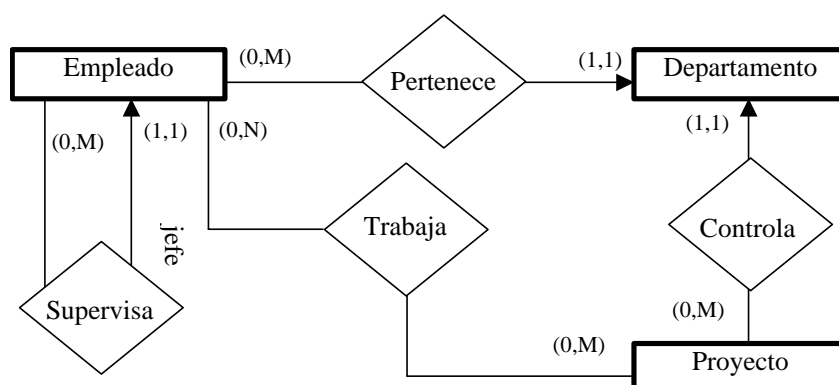 Empleado
(0,M)
Pertenece
(1,1)
Departamento
(0,M)
(1,1)
(0,N)
(1,1)
jefe
Trabaja
Controla
Supervisa
(0,M)
(0,M)
Proyecto